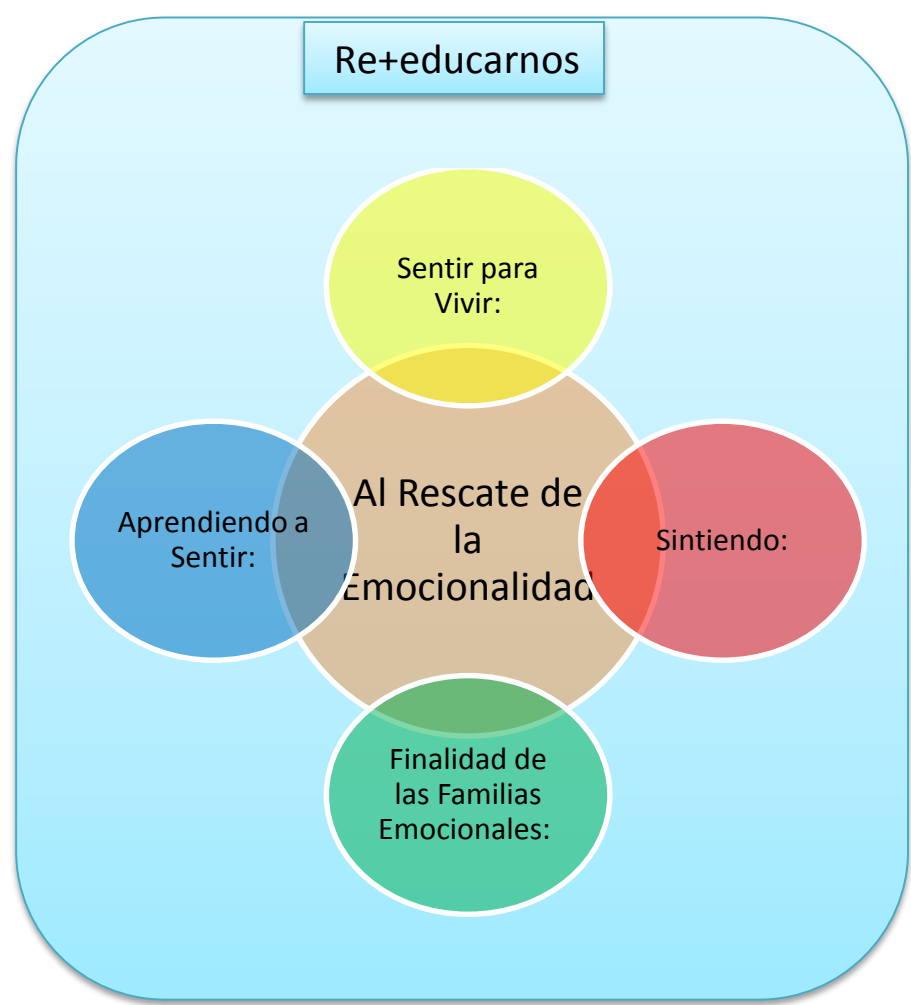 Re+educarnos
Sentir para
Vivir:
Aprendiendo a
Sentir:
Al Rescate de
la
Emocionalidad
Sintiendo:
Finalidad de
las Familias
Emocionales: